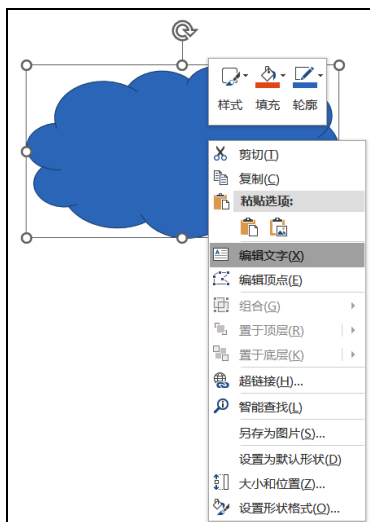 样式 填充 轮廓
剪切(T)
复制(C)
粘贴选项:
编辑文字(X)
编辑顶点(E)
组合(G)
置于顶层(R)
置于底层(K)
超链接(H)...
智能查找(L)
另存为图片(S)...
设置为默认形状(D)
大小和位置(Z)...
设置形状格式(O)...